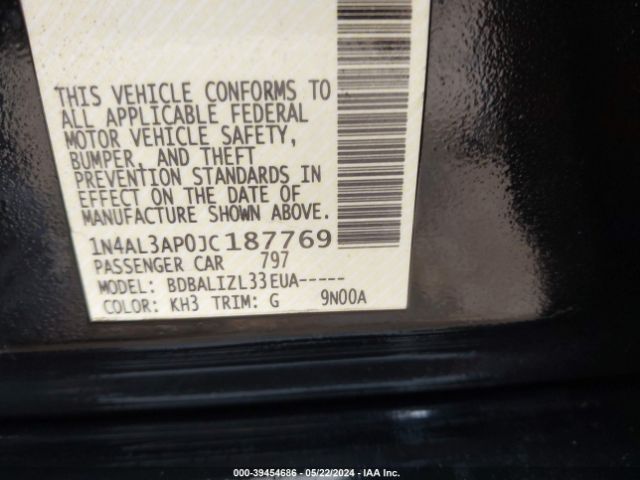 THIS VEHICLE CONFORMS TO
ALL APPLICABLE FEDERAL
MOTOR VEHICLE SAFETY,
BUMPER, AND THEFT
PREVENTION STANDARDS IN
EFFECT ON THE DATE OF
MANUFACTURE SHOWN ABOVE.
1N4AL3AP0JC187769
PASSENGER CAR 797
MODEL: BDBALIZL33EUA-----
COLOR: KH3 TRIM: G 9N00A
000-39454686 - 05/22/2024 - IAA Inc.